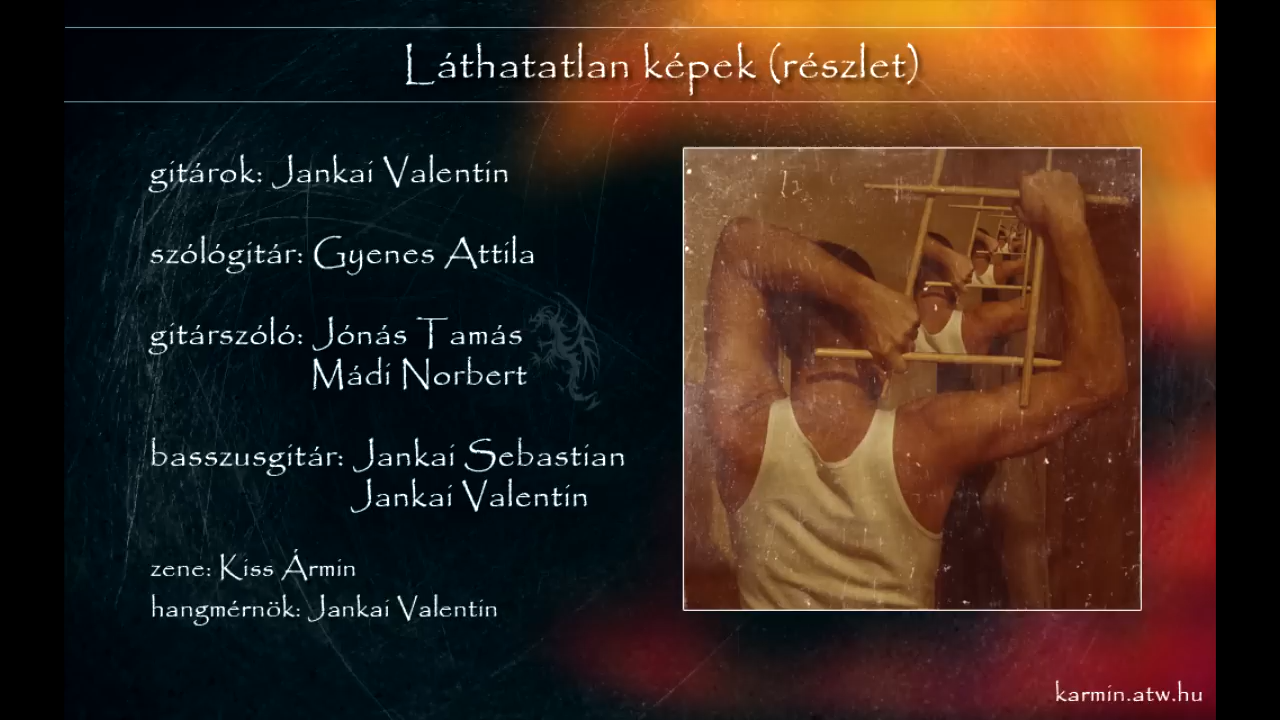 Láthatatlan képek (részlet)
gitárok: Jankai Valentin
szólógitár: Gyenes Attila
gitárszóló: Jónás Tamás
Mádi Norbert
basszusgitár: Jankai Sebastian
Jankai Valentin
zene: Kiss Ármin
hangmérnök: Jankai Valentin
karmin.atw.hu